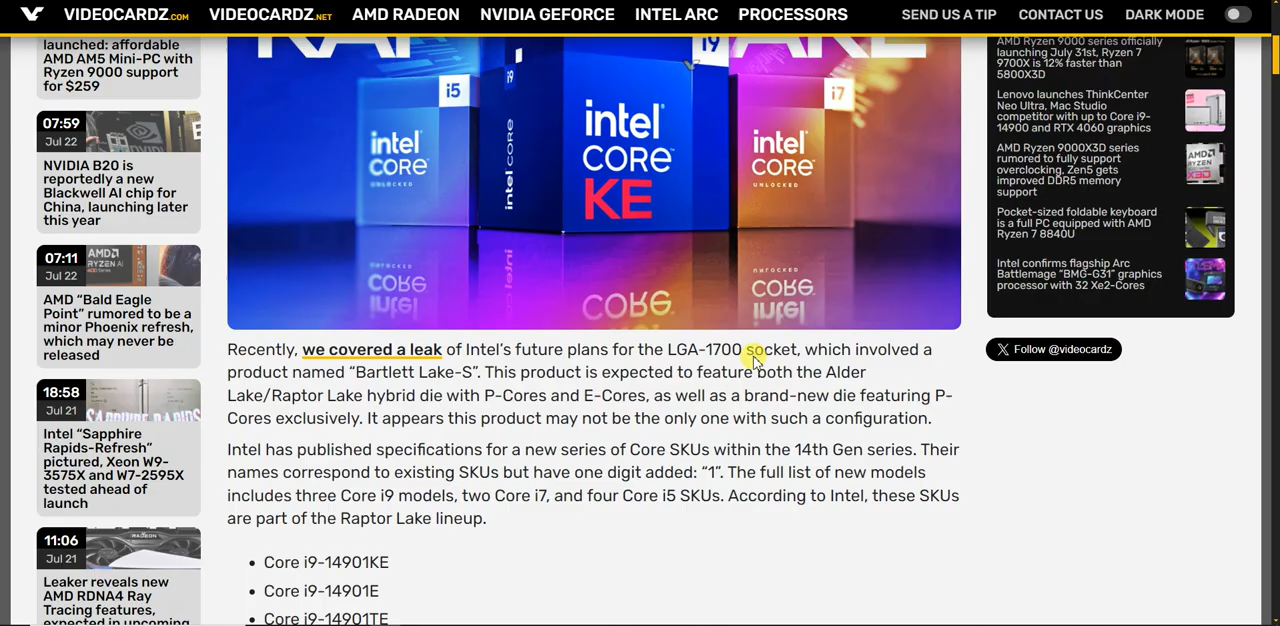 VIDEOCARDZ.COM VIDEOCARDZ.NET AMD RADEON NVIDIA GEFORCE INTEL ARC PROCESSORS SEND US A TIP CONTACT US DARK MODE
launched: affordable
AMD AM5 Mini-PC with
Ryzen 9000 support
for $259
07:59
Jul 22
NVIDIA B20 is
reportedly a new
Blackwell AI chip for
China, launching later
this year
07:11
Jul 22
AMD “Bald Eagle
Point” rumored to be a
minor Phoenix refresh,
which may never be
released
18:58
Jul 21
Intel “Sapphire
Rapids-Refresh”
pictured, Xeon W9-
3575X and W7-2595X
tested ahead of
launch
11:06
Jul 21
Leaker reveals new
AMD RDNA4 Ray
Tracing features,
expected in upcoming
i5
intel
CORE
UNLOCKED
i9
intel CORE
i9
intel
CORE
KE
i7
intel
CORE
UNLOCKED
Recently, we covered a leak of Intel’s future plans for the LGA-1700 socket, which involved a
product named “Bartlett Lake-S”. This product is expected to feature both the Alder
Lake/Raptor Lake hybrid die with P-Cores and E-Cores, as well as a brand-new die featuring P-
Cores exclusively. It appears this product may not be the only one with such a configuration.
Intel has published specifications for a new series of Core SKUs within the 14th Gen series. Their
names correspond to existing SKUs but have one digit added: “1”. The full list of new models
includes three Core i9 models, two Core i7, and four Core i5 SKUs. According to Intel, these SKUs
are part of the Raptor Lake lineup.
• Core i9-14901KE
• Core i9-14901E
• Core i9-14901TE
AMD Ryzen 9000 series officially
launching July 31st, Ryzen 7
9700X is 12% faster than
5800X3D
Lenovo launches ThinkCenter
Neo Ultra, Mac Studio
competitor with up to Core i9-
14900 and RTX 4060 graphics
AMD Ryzen 9000X3D series
rumored to fully support
overclocking, Zen5 gets
improved DDR5 memory
support
Pocket-sized foldable keyboard
is a full PC equipped with AMD
Ryzen 7 8840U
Intel confirms flagship Arc
Battlemage “BMG-G31” graphics
processor with 32 Xe2-Cores
Follow @videocardz